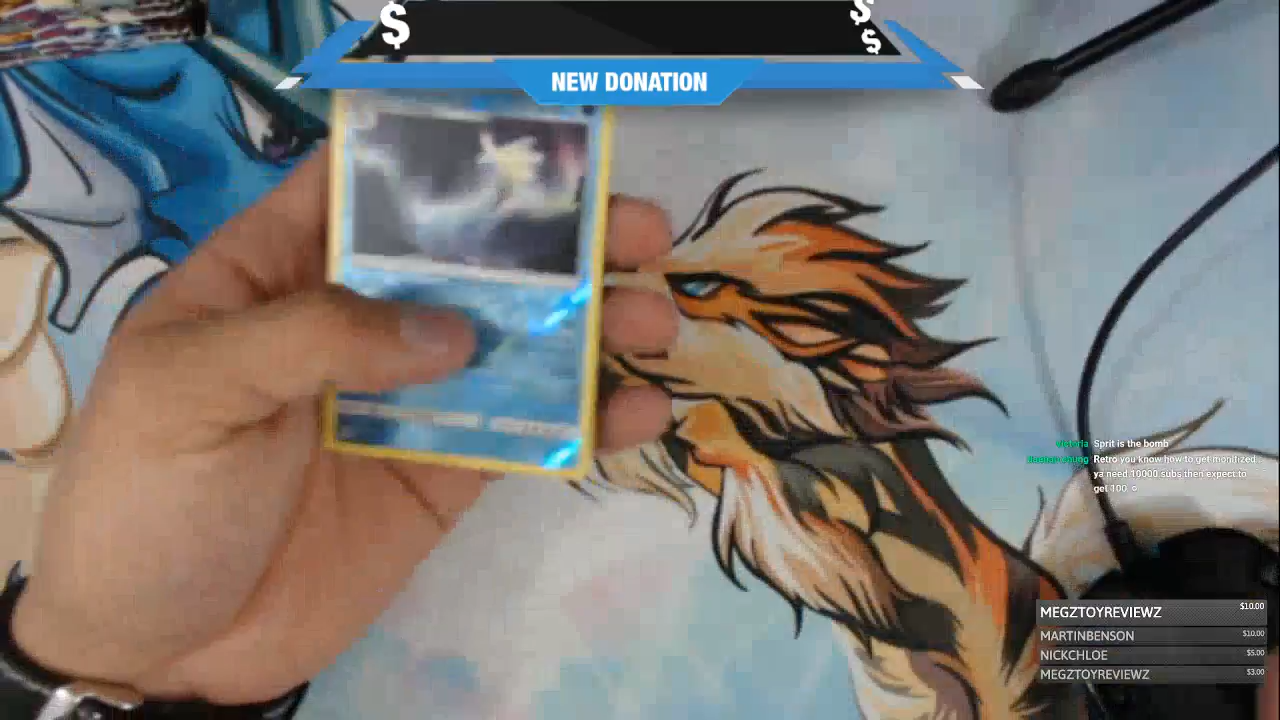 $ $
$
NEW DONATION
victoria Sprit is the bomb
Retro you know how to get monitized
ya need 10000 subs then expect to
get 100
MEGZTOYREVIEWZ $10.00
MARTINBENSON $10.00
NICKCHLOE $5.00
MEGZTOYREVIEWZ $3.00